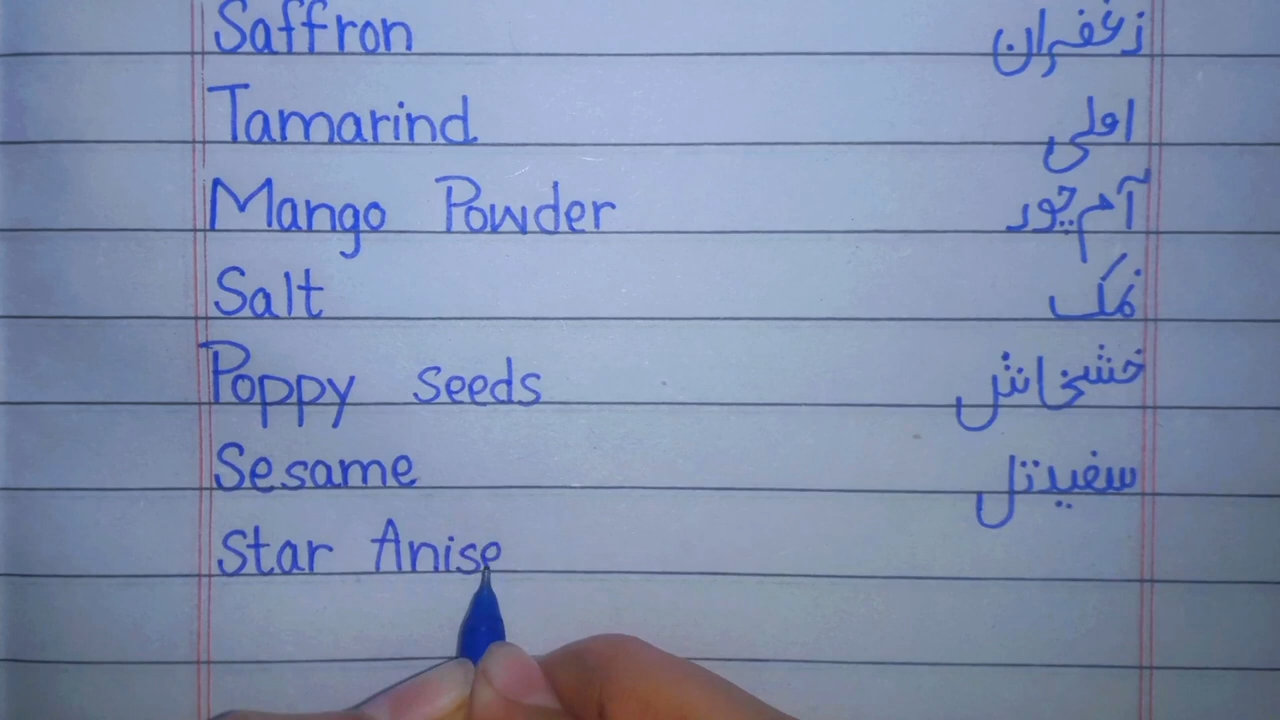 Saffron زعفران
Tamarind املی
Mango Powder آم چور
Salt نمک
Poppy seeds خشخاش
Sesame سفید تل
Star Anise